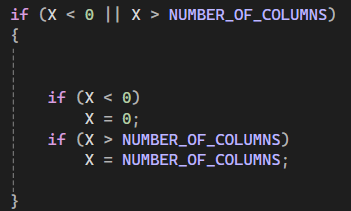 if (X < 0 || X > NUMBER_OF_COLUMNS)
{
if (X < 0)
X = 0;
if (X > NUMBER_OF_COLUMNS)
X = NUMBER_OF_COLUMNS;
}